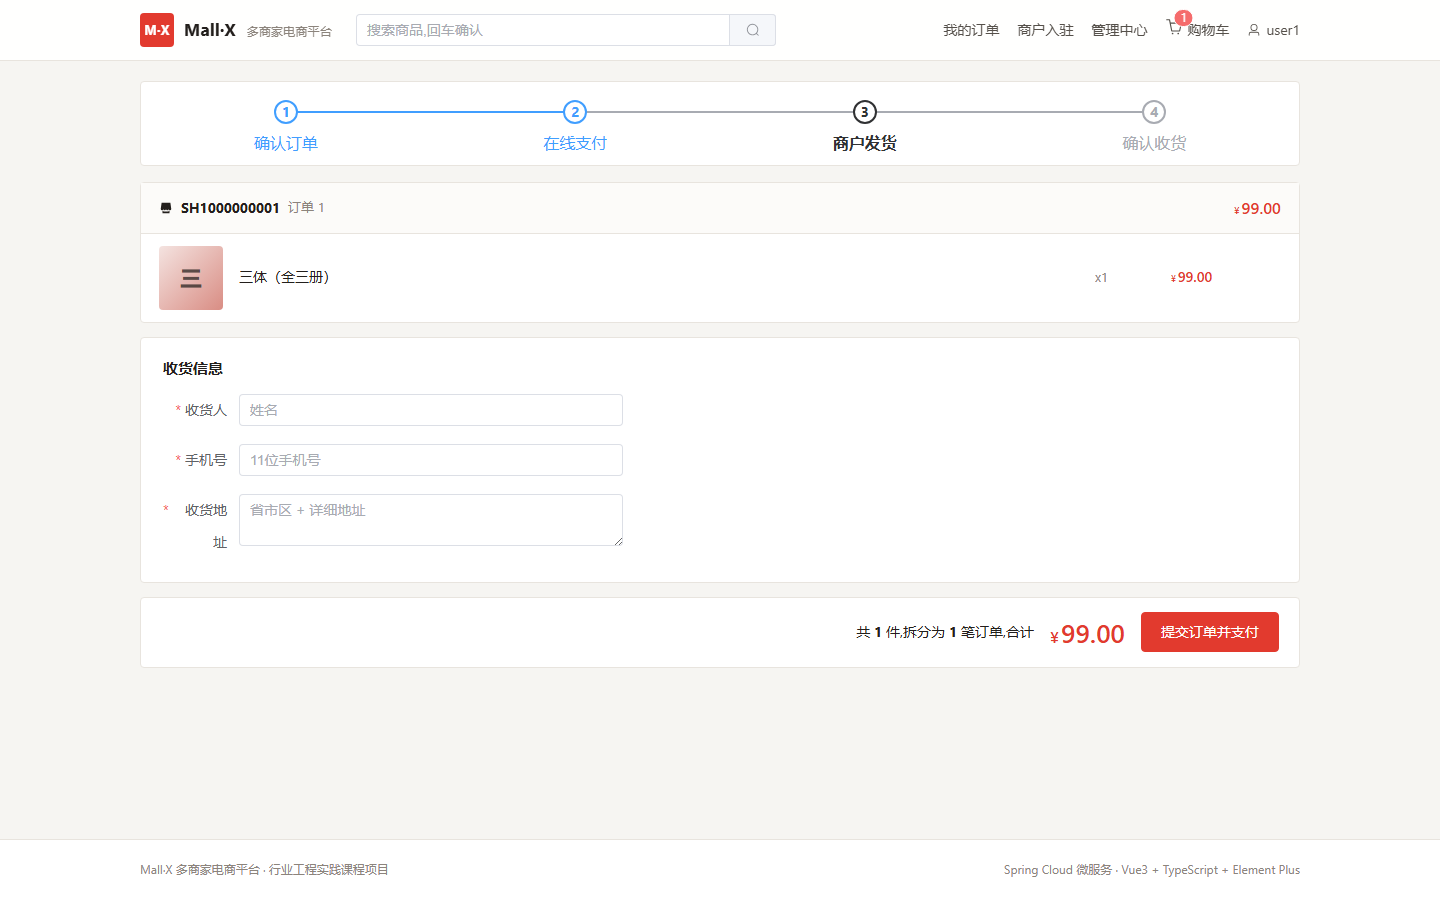 M·X Mall·X 多商家电商平台 搜索商品,回车确认 我的订单 商户入驻 管理中心 1 购物车 user1
1 2 3 4
确认订单 在线支付 商户发货 确认收货
SH1000000001 订单 1 ¥99.00
三 三体（全三册） x1 ¥99.00
收货信息
* 收货人 姓名
* 手机号 11位手机号
* 收货地 省市区 + 详细地址
址
共 1 件,拆分为 1 笔订单,合计 ¥99.00 提交订单并支付
Mall·X 多商家电商平台 · 行业工程实践课程项目 Spring Cloud 微服务 · Vue3 + TypeScript + Element Plus